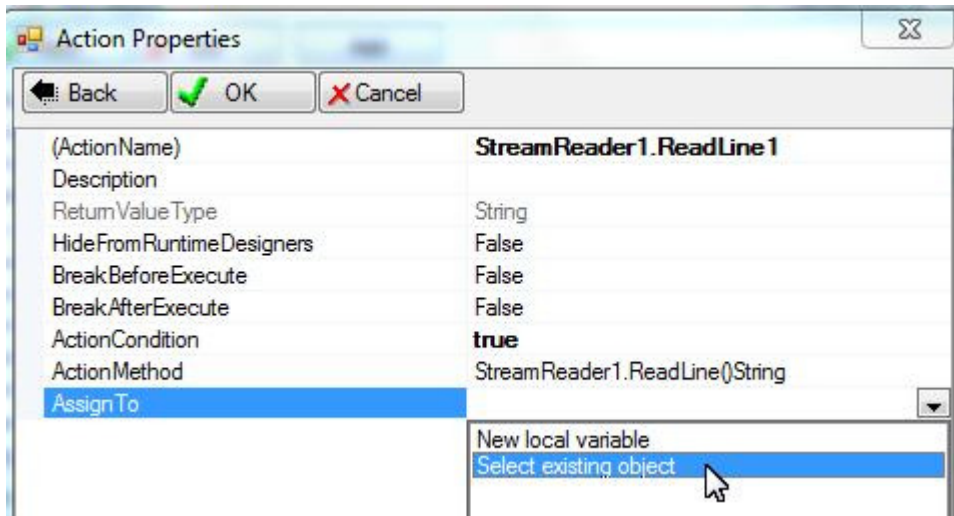 Action Properties
Back OK Cancel
(ActionName) StreamReader1.ReadLine1
Description
ReturnValueType String
HideFromRuntimeDesigners False
BreakBeforeExecute False
BreakAfterExecute False
ActionCondition true
ActionMethod StreamReader1.ReadLine()String
AssignTo
New local variable
Select existing object